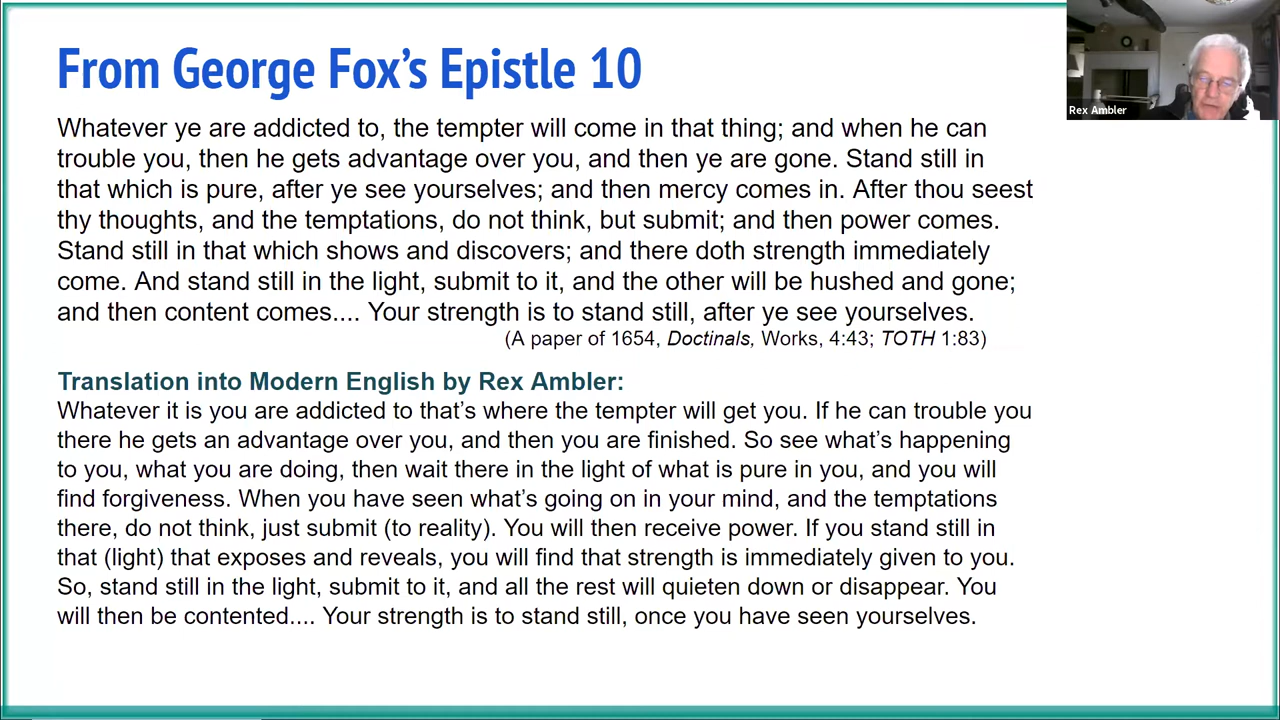 From George Fox's Epistle 10
Whatever ye are addicted to, the tempter will come in that thing; and when he can
trouble you, then he gets advantage over you, and then ye are gone. Stand still in
that which is pure, after ye see yourselves; and then mercy comes in. After thou seest
thy thoughts, and the temptations, do not think, but submit; and then power comes.
Stand still in that which shows and discovers; and there doth strength immediately
come. And stand still in the light, submit to it, and the other will be hushed and gone;
and then content comes.... Your strength is to stand still, after ye see yourselves.
(A paper of 1654, Doctinals, Works, 4:43; TOTH 1:83)
Translation into Modern English by Rex Ambler:
Whatever it is you are addicted to that's where the tempter will get you. If he can trouble you
there he gets an advantage over you, and then you are finished. So see what's happening
to you, what you are doing, then wait there in the light of what is pure in you, and you will
find forgiveness. When you have seen what's going on in your mind, and the temptations
there, do not think, just submit (to reality). You will then receive power. If you stand still in
that (light) that exposes and reveals, you will find that strength is immediately given to you.
So, stand still in the light, submit to it, and all the rest will quieten down or disappear. You
will then be contented.... Your strength is to stand still, once you have seen yourselves.
Rex Ambler